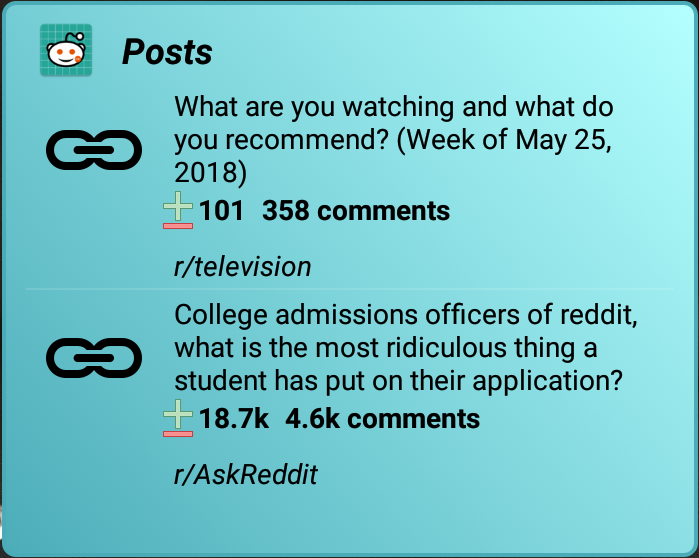 Posts
What are you watching and what do
you recommend? (Week of May 25,
2018)
101 358 comments
r/television
College admissions officers of reddit,
what is the most ridiculous thing a
student has put on their application?
18.7k 4.6k comments
r/AskReddit